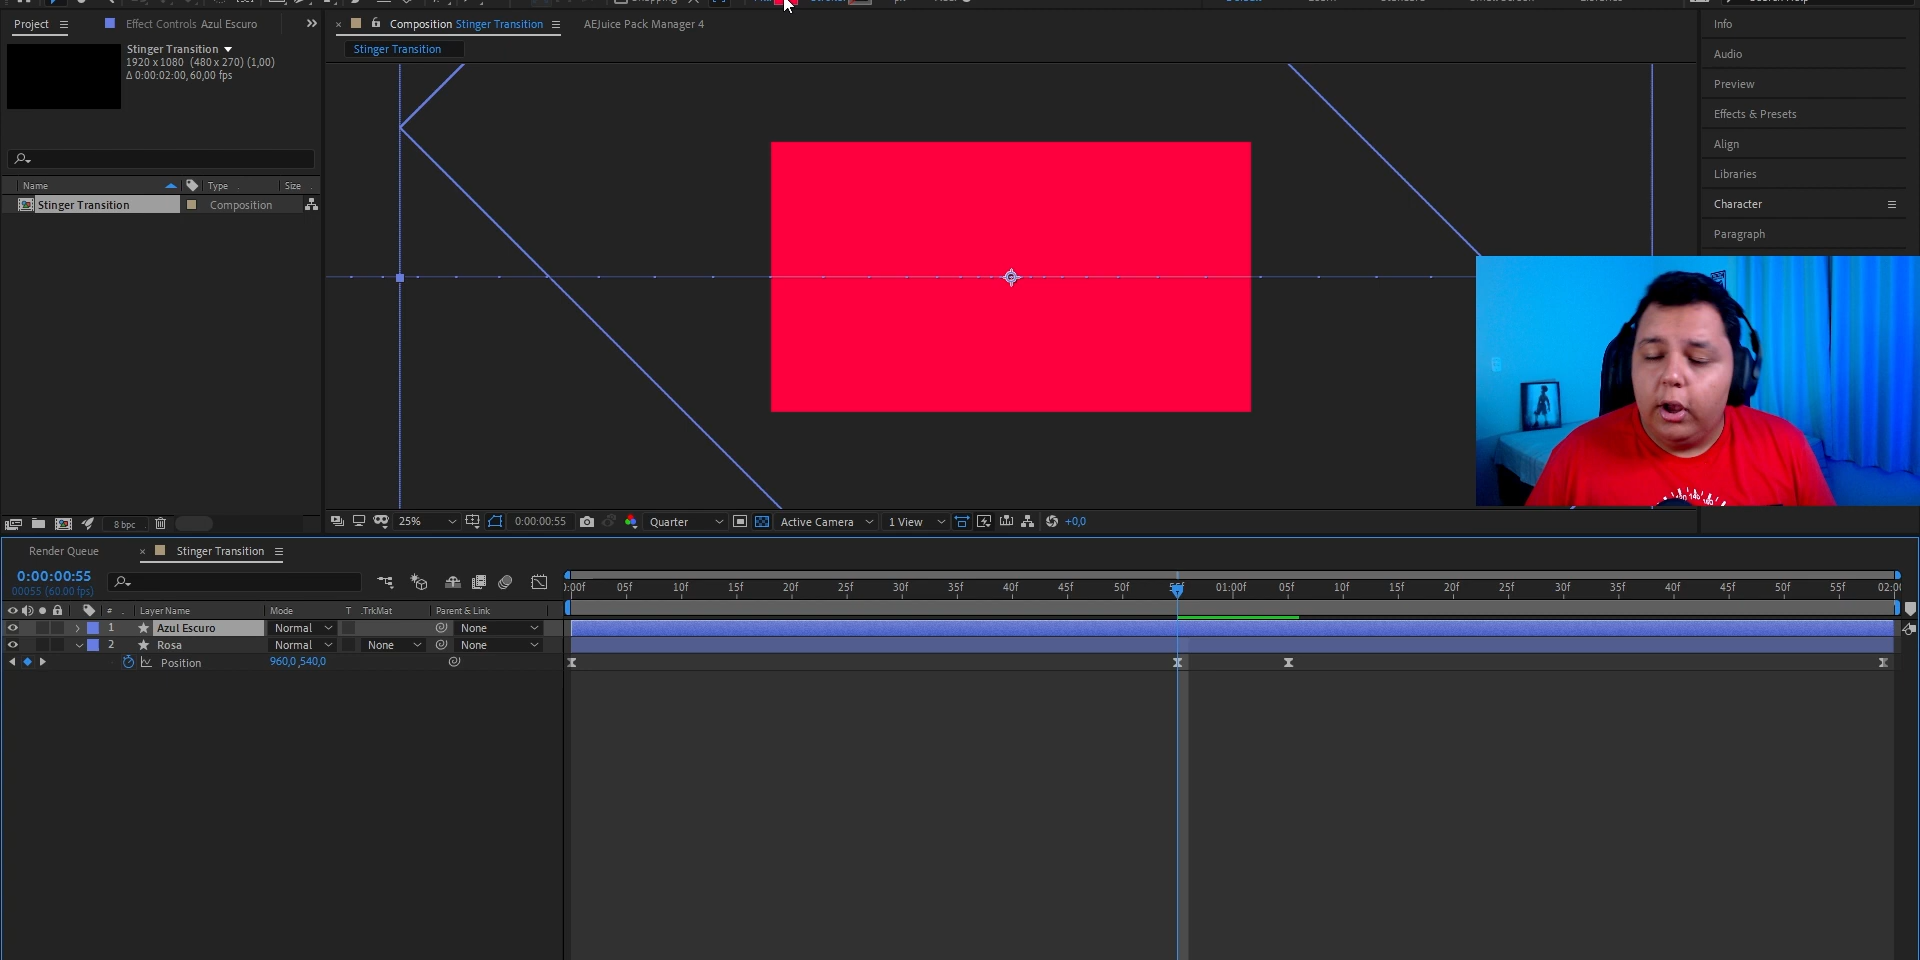 Project
Effect Controls Azul Escuro
Composition Stinger Transition
AEJuice Pack Manager 4
Info
Stinger Transition
1920 x 1080 (480 x 270) (1,00)
Δ 0:00:02:00, 60,00 fps
Stinger Transition
Audio
Preview
Effects & Presets
Align
Libraries
Character
Paragraph
Name
Type
Size
Stinger Transition
Composition
8 bpc
25%
0:00:00:55
Quarter
Active Camera
1 View
+0,0
Render Queue
Stinger Transition
0:00:00:55
00055 (60.00 fps)
:00f 05f 10f 15f 20f 25f 30f 35f 40f 45f 50f 55f 01:00f 05f 10f 15f 20f 25f 30f 35f 40f 45f 50f 55f 02:00
# Layer Name Mode T .TrkMat Parent & Link
1 Azul Escuro Normal None
2 Rosa Normal None None
Position 960,0,540,0